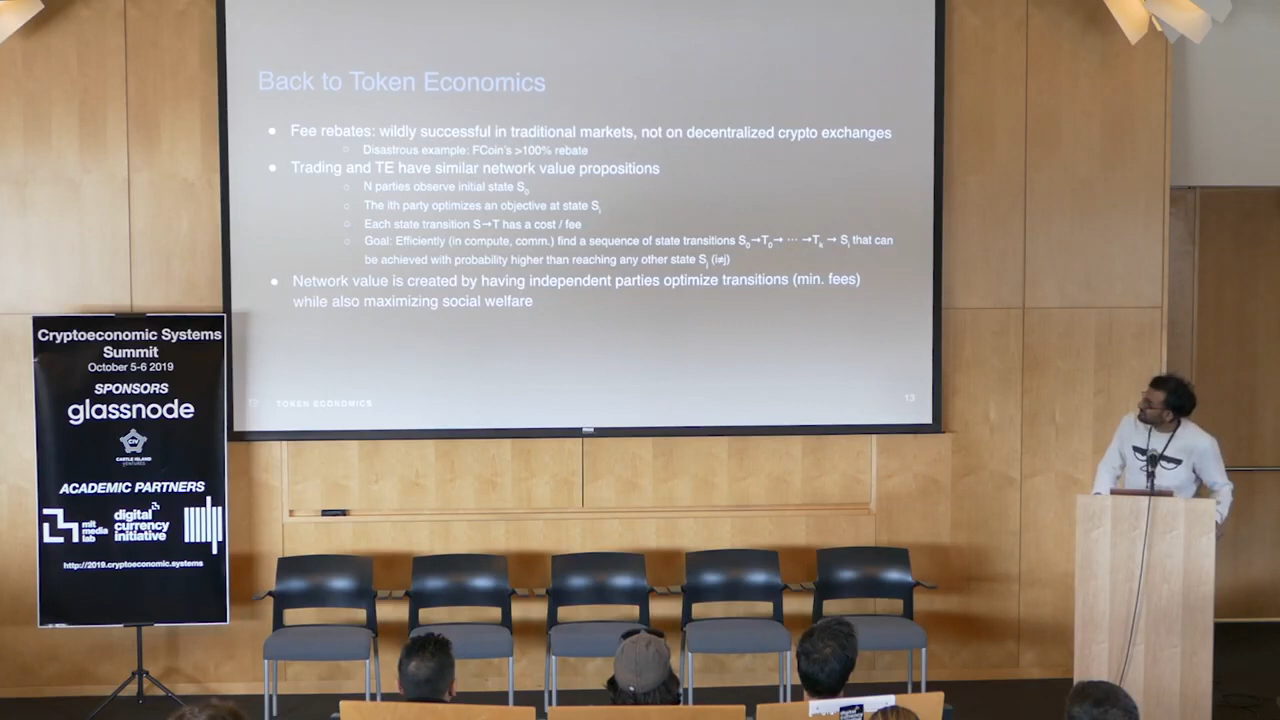 Back to Token Economics
● Fee rebates: wildly successful in traditional markets, not on decentralized crypto exchanges
○ Disastrous example: FCoin's >100% rebate
● Trading and TE have similar network value propositions
○ N parties observe initial state S₀
○ The ith party optimizes an objective at state Sᵢ
○ Each state transition S→T has a cost / fee
○ Goal: Efficiently (in compute, comm.) find a sequence of state transitions S₀→T₀→ ⋯ →Tₖ → Sᵢ that can
be achieved with probability higher than reaching any other state Sⱼ (i≠j)
● Network value is created by having independent parties optimize transitions (min. fees)
while also maximizing social welfare
TOKEN ECONOMICS
13
Cryptoeconomic Systems
Summit
October 5-6 2019
SPONSORS
glassnode
CIV
CASTLE ISLAND
VENTURES
ACADEMIC PARTNERS
mit
media
lab
digital
currency
initiative
http://2019.cryptoeconomic.systems
digital